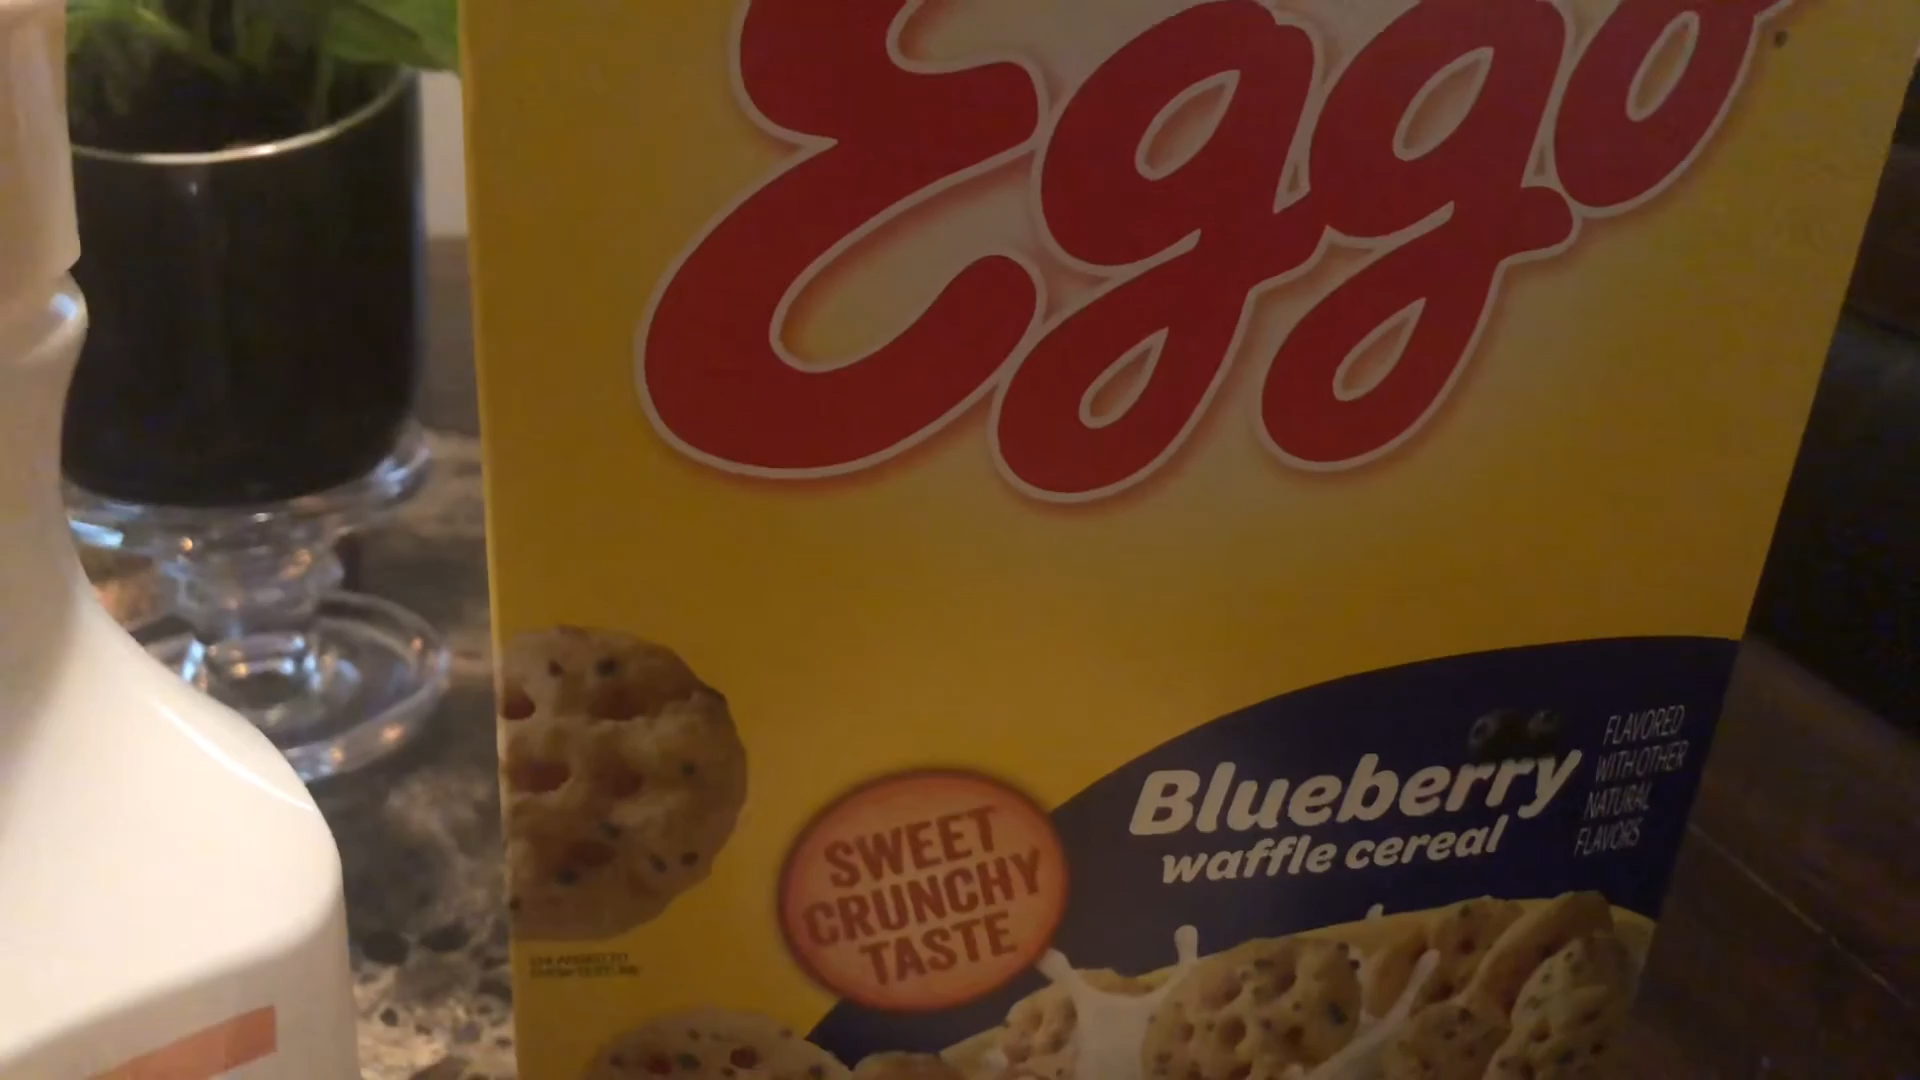 Eggo
Blueberry
waffle cereal
FLAVORED
WITH OTHER
NATURAL
FLAVORS
SWEET
CRUNCHY
TASTE